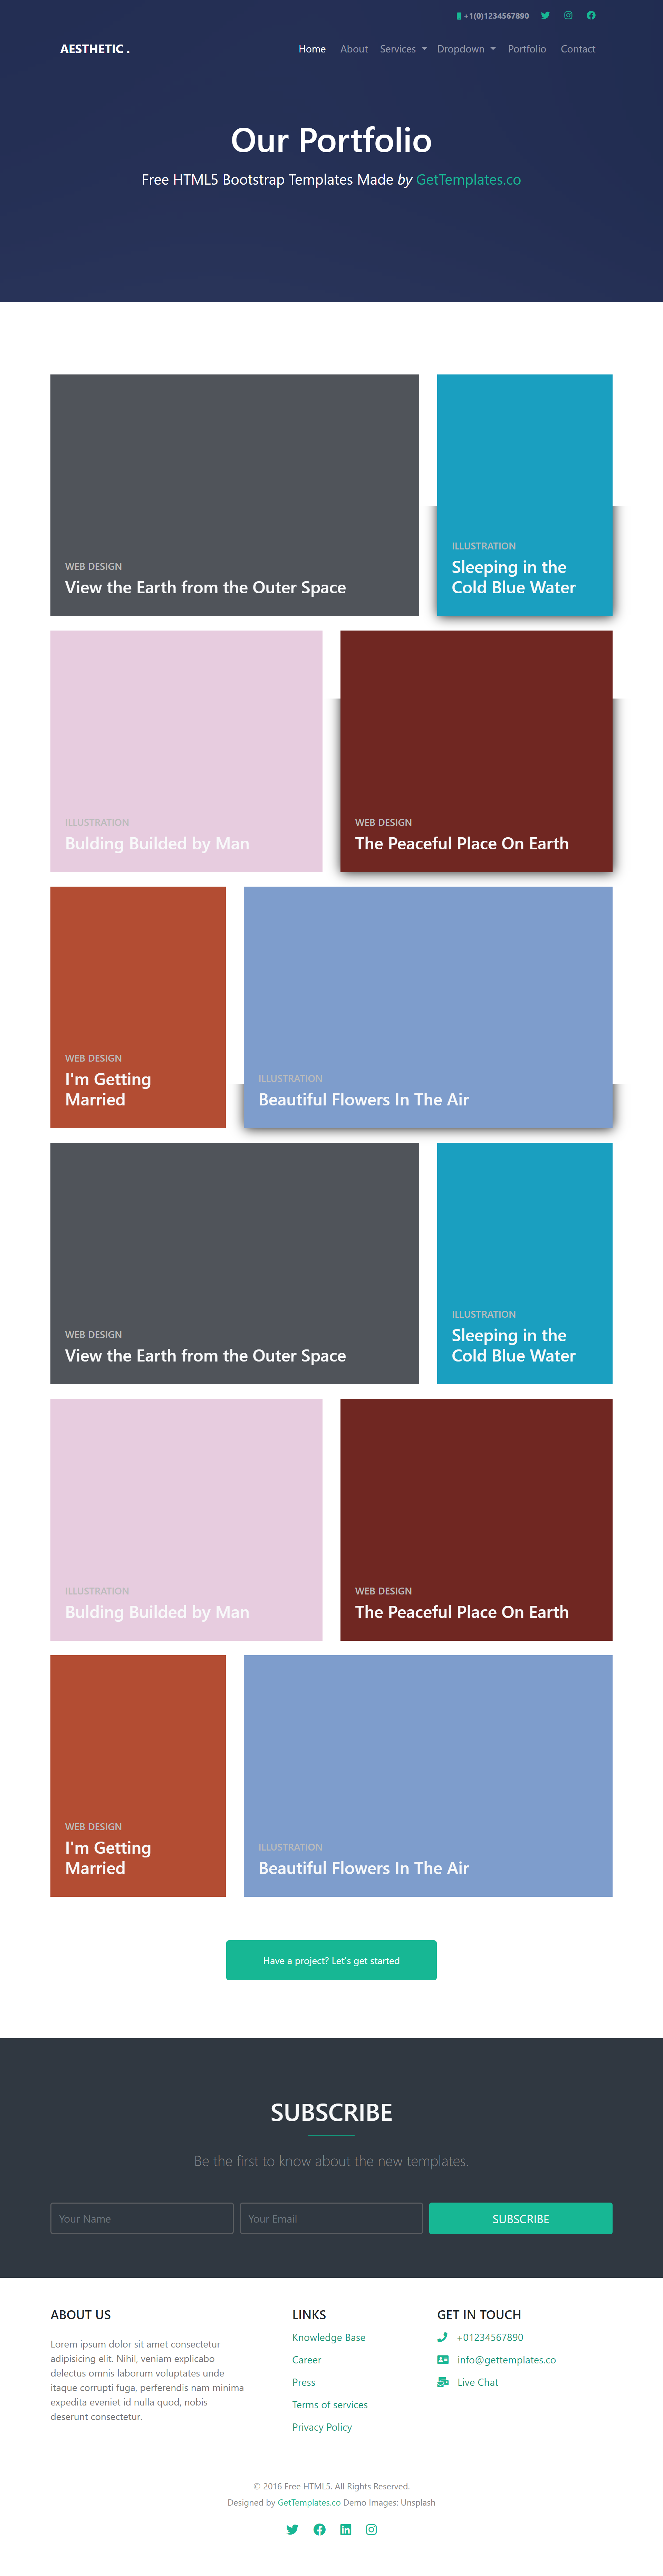 +1(0)1234567890
AESTHETIC .
Home About Services Dropdown Portfolio Contact
Our Portfolio
Free HTML5 Bootstrap Templates Made by GetTemplates.co
WEB DESIGN
View the Earth from the Outer Space
ILLUSTRATION
Sleeping in the
Cold Blue Water
ILLUSTRATION
Bulding Builded by Man
WEB DESIGN
The Peaceful Place On Earth
WEB DESIGN
I'm Getting
Married
ILLUSTRATION
Beautiful Flowers In The Air
WEB DESIGN
View the Earth from the Outer Space
ILLUSTRATION
Sleeping in the
Cold Blue Water
ILLUSTRATION
Bulding Builded by Man
WEB DESIGN
The Peaceful Place On Earth
WEB DESIGN
I'm Getting
Married
ILLUSTRATION
Beautiful Flowers In The Air
Have a project? Let's get started
SUBSCRIBE
Be the first to know about the new templates.
Your Name
Your Email
SUBSCRIBE
ABOUT US
Lorem ipsum dolor sit amet consectetur
adipisicing elit. Nihil, veniam explicabo
delectus omnis laborum voluptates unde
itaque corrupti fuga, perferendis nam minima
expedita eveniet id nulla quod, nobis
deserunt consectetur.
LINKS
Knowledge Base
Career
Press
Terms of services
Privacy Policy
GET IN TOUCH
+01234567890
info@gettemplates.co
Live Chat
© 2016 Free HTML5. All Rights Reserved.
Designed by GetTemplates.co Demo Images: Unsplash